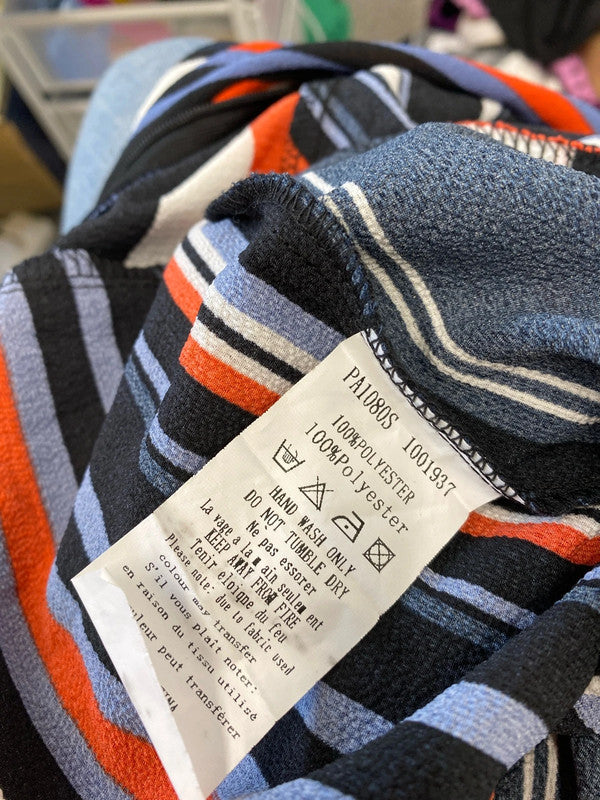 PA1080S 1001937
100%POLYESTER
100%Polyester
HAND WASH ONLY
DO NOT TUMBLE DRY
La vage a la main seulement
Ne pas essorer
KEEP AWAY FROM FIRE
Tenir eloigne du feu
Please note: due to fabric used
colour may transfer
S'il vous plait noter:
en raison du tissu utilisé
couleur peut transférer